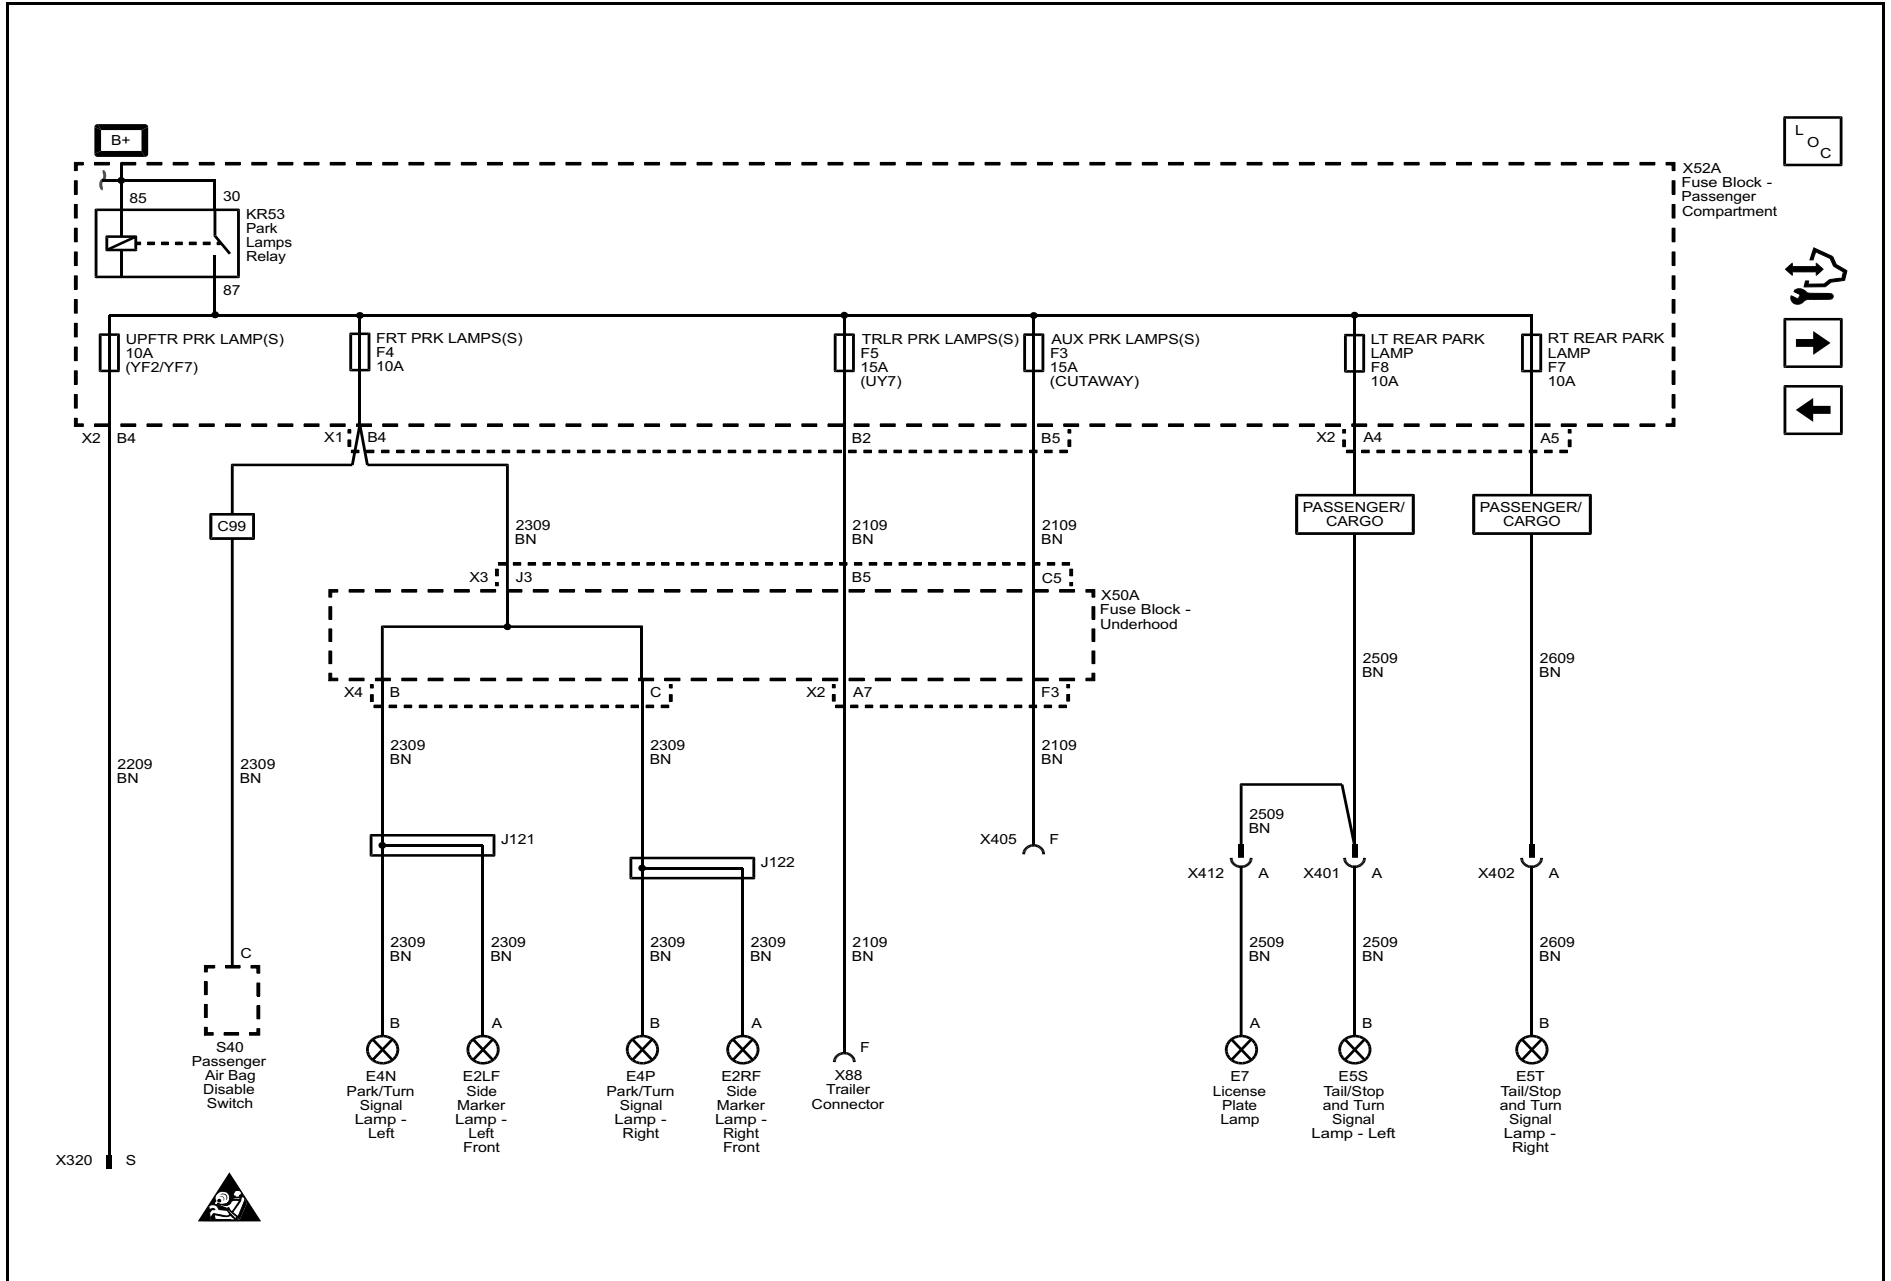 B+
L
O
C
X52A
Fuse Block -
Passenger
Compartment
85
30
KR53
Park
Lamps
Relay
87
UPFTR PRK LAMP(S)
10A
(YF2/YF7)
FRT PRK LAMPS(S)
F4
10A
TRLR PRK LAMPS(S)
F5
15A
(UY7)
AUX PRK LAMPS(S)
F3
15A
(CUTAWAY)
LT REAR PARK
LAMP
F8
10A
RT REAR PARK
LAMP
F7
10A
X2 B4
X1 B4
B2
B5
X2 A4
A5
C99
2309
BN
2109
BN
2109
BN
PASSENGER/
CARGO
PASSENGER/
CARGO
X3 J3
B5
C5
X50A
Fuse Block -
Underhood
X4 B
C
X2 A7
F3
2509
BN
2609
BN
2209
BN
2309
BN
2309
BN
2309
BN
2109
BN
J121
J122
X405 F
2509
BN
X412 A
X401 A
X402 A
2309
BN
2309
BN
2309
BN
2309
BN
2109
BN
2509
BN
2509
BN
2609
BN
C
S40
Passenger
Air Bag
Disable
Switch
B
E4N
Park/Turn
Signal
Lamp -
Left
A
E2LF
Side
Marker
Lamp -
Left
Front
B
E4P
Park/Turn
Signal
Lamp -
Right
A
E2RF
Side
Marker
Lamp -
Right
Front
F
X88
Trailer
Connector
A
E7
License
Plate
Lamp
B
E5S
Tail/Stop
and Turn
Signal
Lamp - Left
B
E5T
Tail/Stop
and Turn
Signal
Lamp -
Right
X320 S